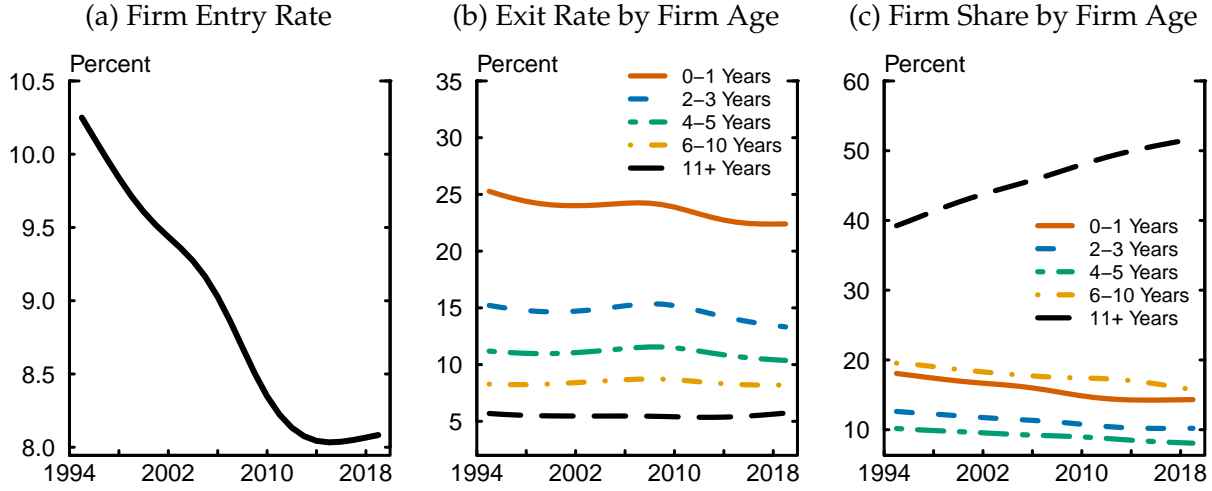 (a) Firm Entry Rate
Percent
10.5
10.0
9.5
9.0
8.5
8.0
1994 2002 2010 2018
(b) Exit Rate by Firm Age
Percent
35
30
25
20
15
10
5
0–1 Years
2–3 Years
4–5 Years
6–10 Years
11+ Years
1994 2002 2010 2018
(c) Firm Share by Firm Age
Percent
60
50
40
30
20
10
0–1 Years
2–3 Years
4–5 Years
6–10 Years
11+ Years
1994 2002 2010 2018